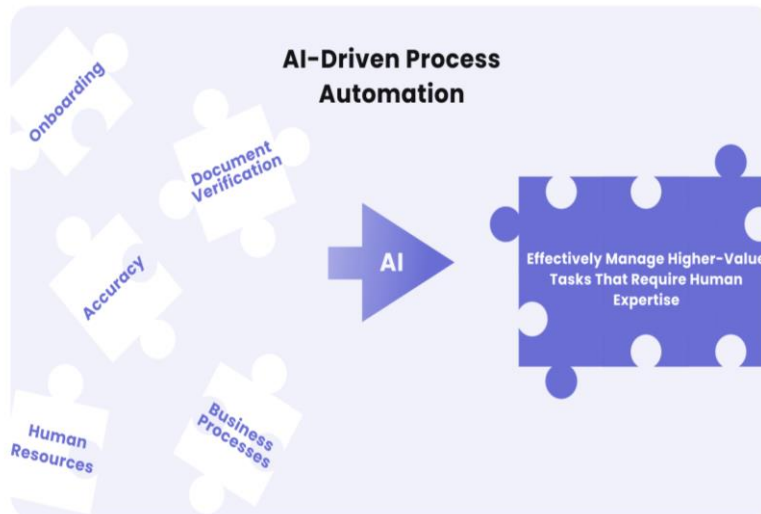 AI-Driven Process
Automation
Onboarding
Document
Verification
Accuracy
Human
Resources
Business
Processes
AI
Effectively Manage Higher-Value
Tasks That Require Human
Expertise